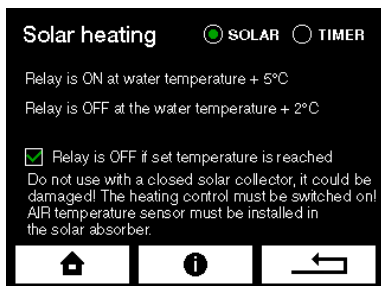 Solar heating SOLAR TIMER
Relay is ON at water temperature + 5°C
Relay is OFF at the water temperature + 2°C
Relay is OFF if set temperature is reached
Do not use with a closed solar collector, it could be
damaged! The heating control must be switched on!
AIR temperature sensor must be installed in
the solar absorber.